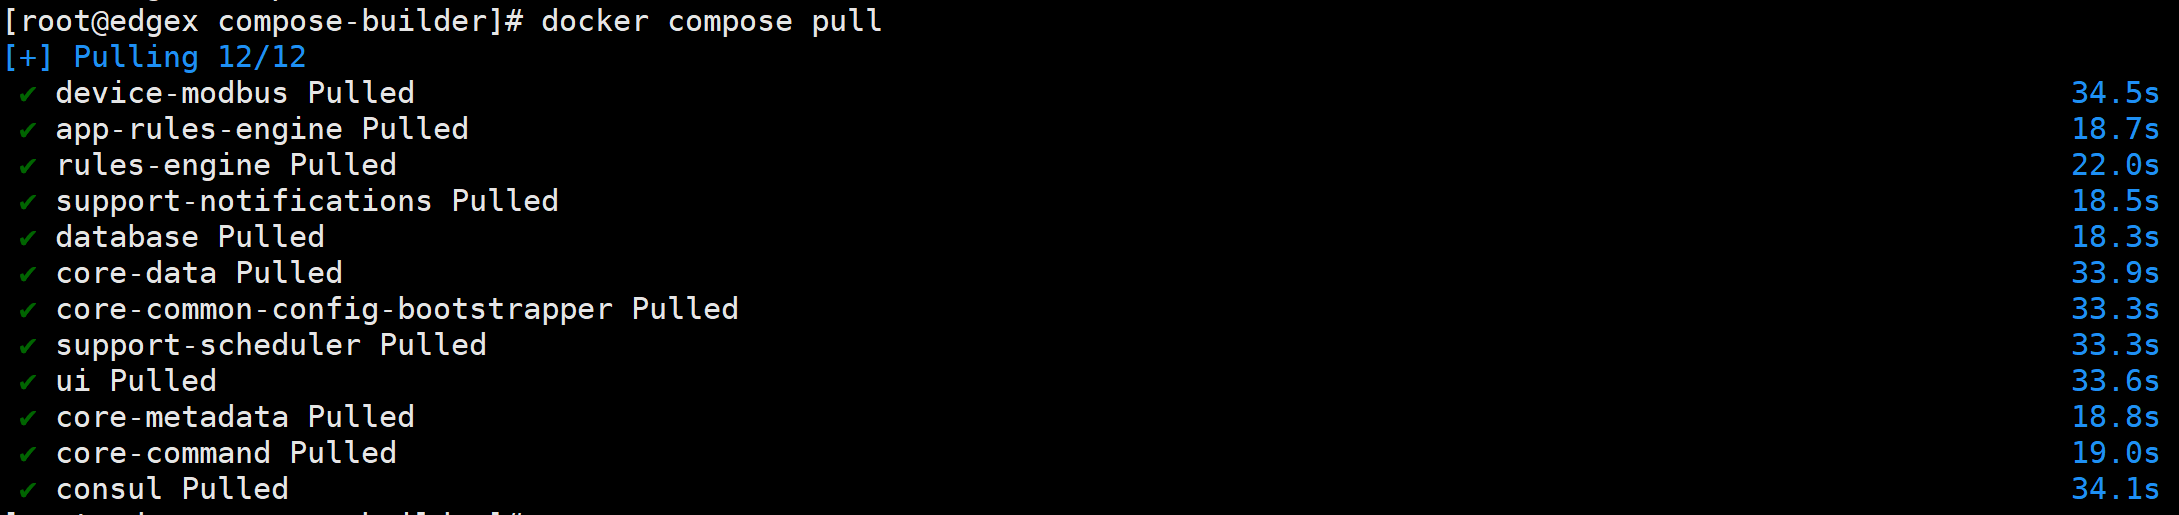 [root@edgex compose-builder]# docker compose pull
[+] Pulling 12/12
✔ device-modbus Pulled 34.5s
✔ app-rules-engine Pulled 18.7s
✔ rules-engine Pulled 22.0s
✔ support-notifications Pulled 18.5s
✔ database Pulled 18.3s
✔ core-data Pulled 33.9s
✔ core-common-config-bootstrapper Pulled 33.3s
✔ support-scheduler Pulled 33.3s
✔ ui Pulled 33.6s
✔ core-metadata Pulled 18.8s
✔ core-command Pulled 19.0s
✔ consul Pulled 34.1s